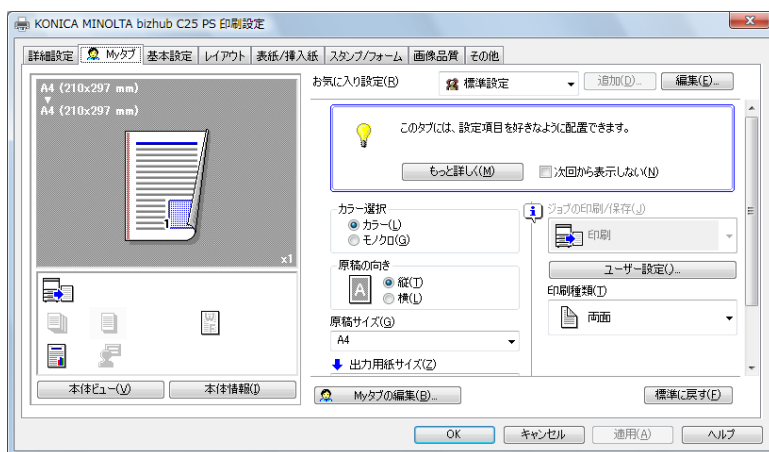 KONICA MINOLTA bizhub C25 PS 印刷設定
詳細設定 Myタブ 基本設定 レイアウト 表紙/挿入紙 スタンプ/フォーム 画像品質 その他
A4 (210x297 mm)
A4 (210x297 mm)
1
x1
本体ビュー(V) 本体情報(I)
お気に入り設定(R) 標準設定 追加(D)... 編集(E)...
このタブには、設定項目を好きなように配置できます。
もっと詳しく(M) 次回から表示しない(N)
カラー選択
カラー(L)
モノクロ(G)
原稿の向き
A
縦(T)
横(L)
原稿サイズ(G)
A4
出力用紙サイズ(Z)
ジョブの印刷/保存(J)
印刷
ユーザー設定()...
印刷種類(T)
両面
Myタブの編集(B)... 標準に戻す(F)
OK キャンセル 適用(A) ヘルプ